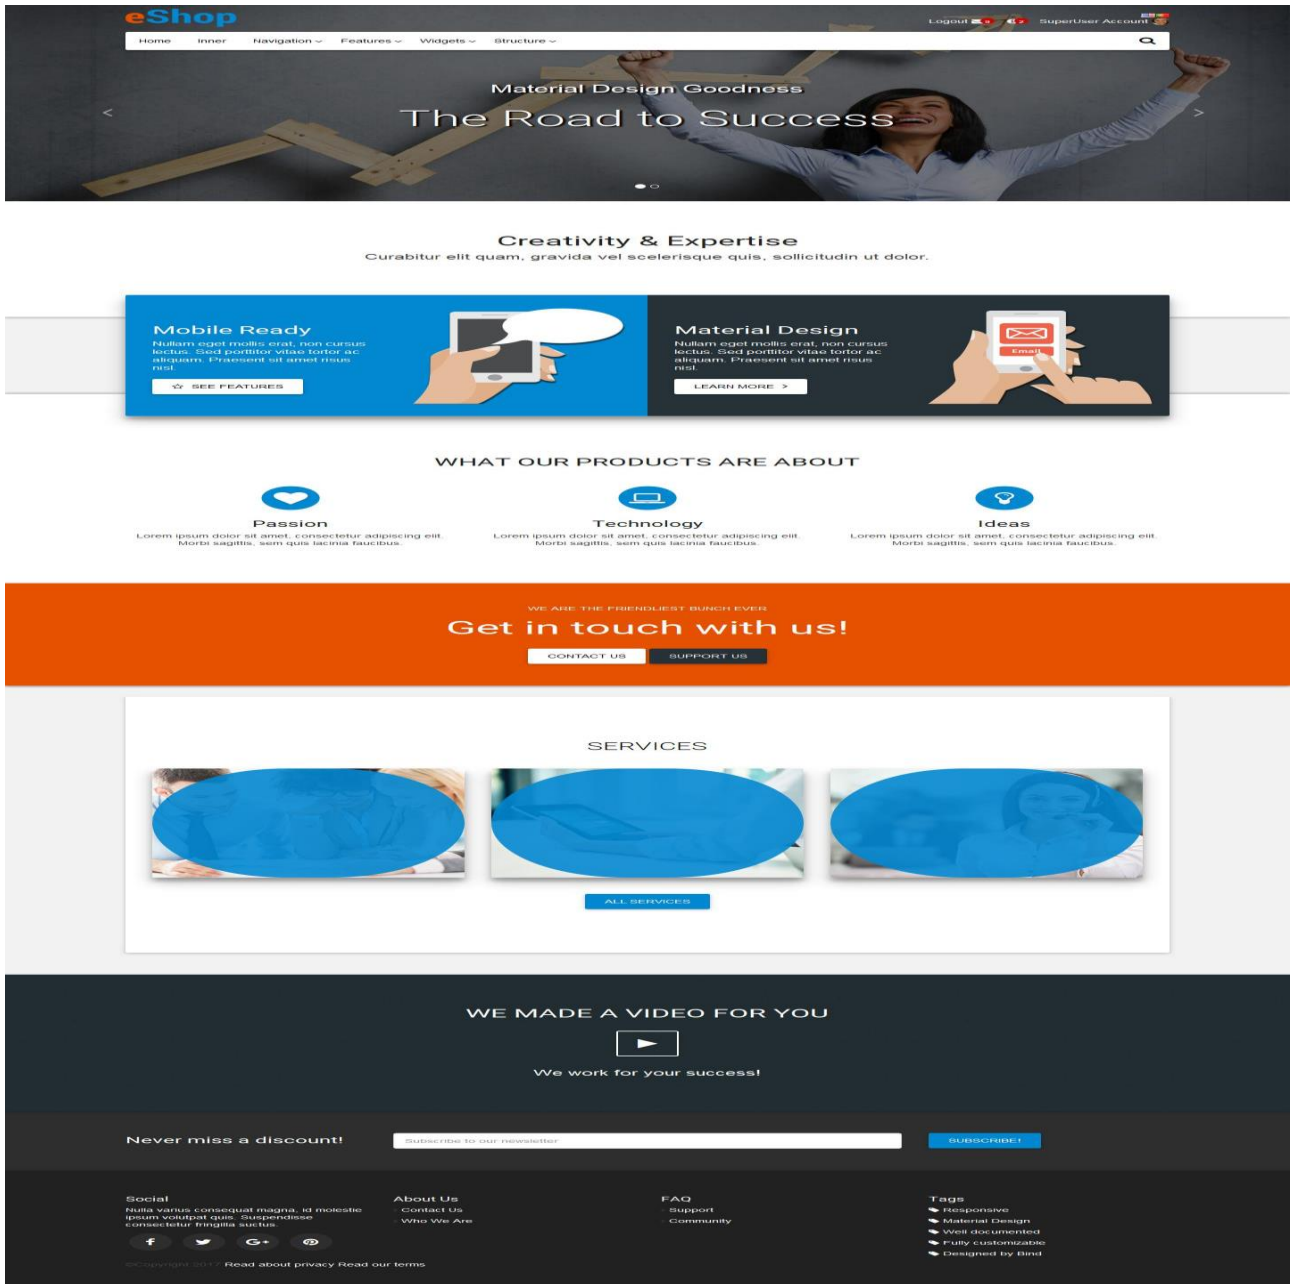 eShop
Logout
SuperUser Account
Home Inner Navigation Features Widgets Structure
Material Design Goodness
The Road to Success
Creativity & Expertise
Curabitur elit quam, gravida vel scelerisque quis, sollicitudin ut dolor.
Mobile Ready
Nullam eget mollis erat, non cursus
lectus. Sed porttitor vitae tortor ac
aliquam. Praesent sit amet risus
nisl.
SEE FEATURES
Material Design
Nullam eget mollis erat, non cursus
lectus. Sed porttitor vitae tortor ac
aliquam. Praesent sit amet risus
nisl.
LEARN MORE >
Email
WHAT OUR PRODUCTS ARE ABOUT
Passion
Lorem ipsum dolor sit amet, consectetur adipiscing elit.
Morbi sagittis, sem quis lacinia faucibus.
Technology
Lorem ipsum dolor sit amet, consectetur adipiscing elit.
Morbi sagittis, sem quis lacinia faucibus.
Ideas
Lorem ipsum dolor sit amet, consectetur adipiscing elit.
Morbi sagittis, sem quis lacinia faucibus.
WE ARE THE FRIENDLIEST BUNCH EVER
Get in touch with us!
CONTACT US SUPPORT US
SERVICES
ALL SERVICES
WE MADE A VIDEO FOR YOU
We work for your success!
Never miss a discount!
Subscribe to our newsletter
SUBSCRIBE!
Social
Nulla varius consequat magna, id molestie
ipsum volutpat quis. Suspendisse
consectetur fringilla suctus.
G+
About Us
Contact Us
Who We Are
FAQ
Support
Community
Tags
Responsive
Material Design
Well documented
Fully customizable
Designed by Bind
©Copyright 2017 Read about privacy Read our terms